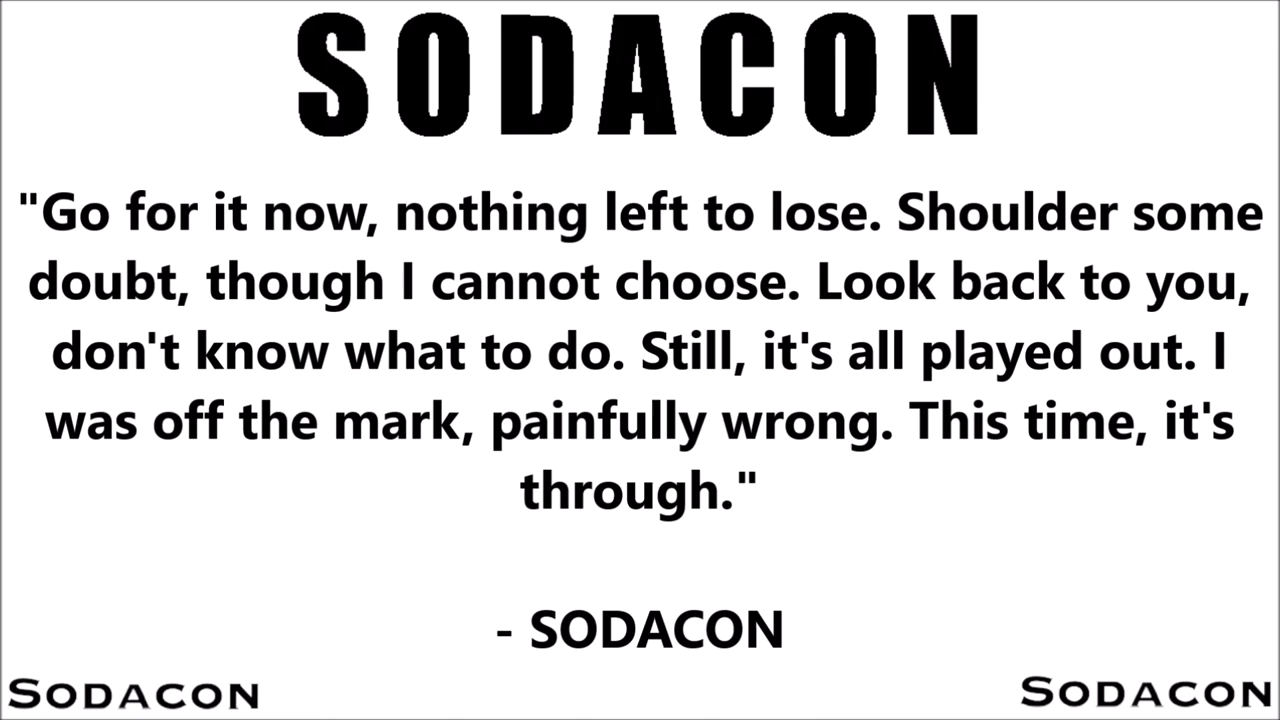 SODACON
"Go for it now, nothing left to lose. Shoulder some
doubt, though I cannot choose. Look back to you,
don't know what to do. Still, it's all played out. I
was off the mark, painfully wrong. This time, it's
through."
- SODACON
SODACON
SODACON